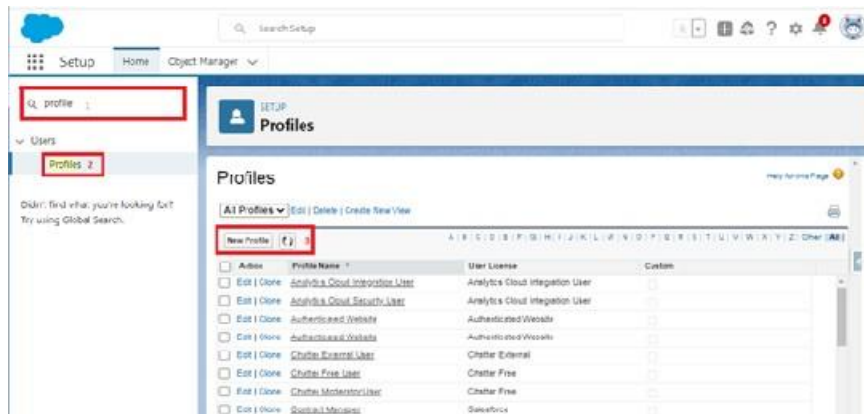 Search Setup
Setup Home Object Manager
profile 1
Users
Profiles 2
Didn't find what you're looking for?
Try using Global Search.
SETUP
Profiles
Profiles
Help for this Page
All Profiles Edit | Delete | Create New View
New Profile 3
A | B | C | D | E | F | G | H | I | J | K | L | M | N | O | P | Q | R | S | T | U | V | W | X | Y | Z | Other | All
Action Profile Name User License Custom
Edit | Clone Analytics Cloud Integration User Analytics Cloud Integration User
Edit | Clone Analytics Cloud Security User Analytics Cloud Integration User
Edit | Clone Authenticated Website Authenticated Website
Edit | Clone Authenticated Website Authenticated Website
Edit | Clone Chatter External User Chatter External
Edit | Clone Chatter Free User Chatter Free
Edit | Clone Chatter Moderator User Chatter Free
Edit | Clone Contract Manager Salesforce